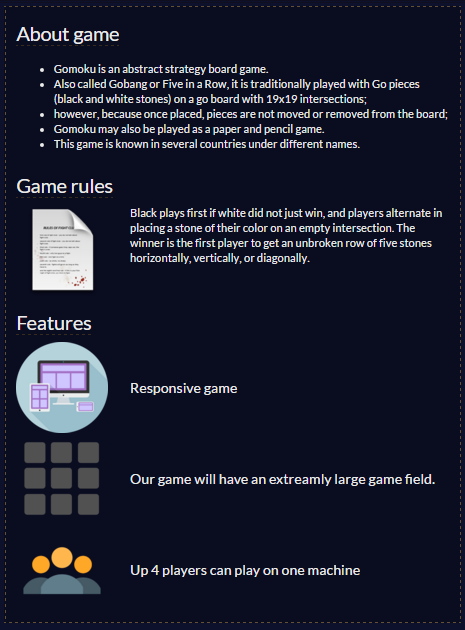 About game
Gomoku is an abstract strategy board game.
Also called Gobang or Five in a Row, it is traditionally played with Go pieces
(black and white stones) on a go board with 19x19 intersections;
however, because once placed, pieces are not moved or removed from the board;
Gomoku may also be played as a paper and pencil game.
This game is known in several countries under different names.
Game rules
Black plays first if white did not just win, and players alternate in
placing a stone of their color on an empty intersection. The
winner is the first player to get an unbroken row of five stones
horizontally, vertically, or diagonally.
Features
Responsive game
Our game will have an extreamly large game field.
Up 4 players can play on one machine